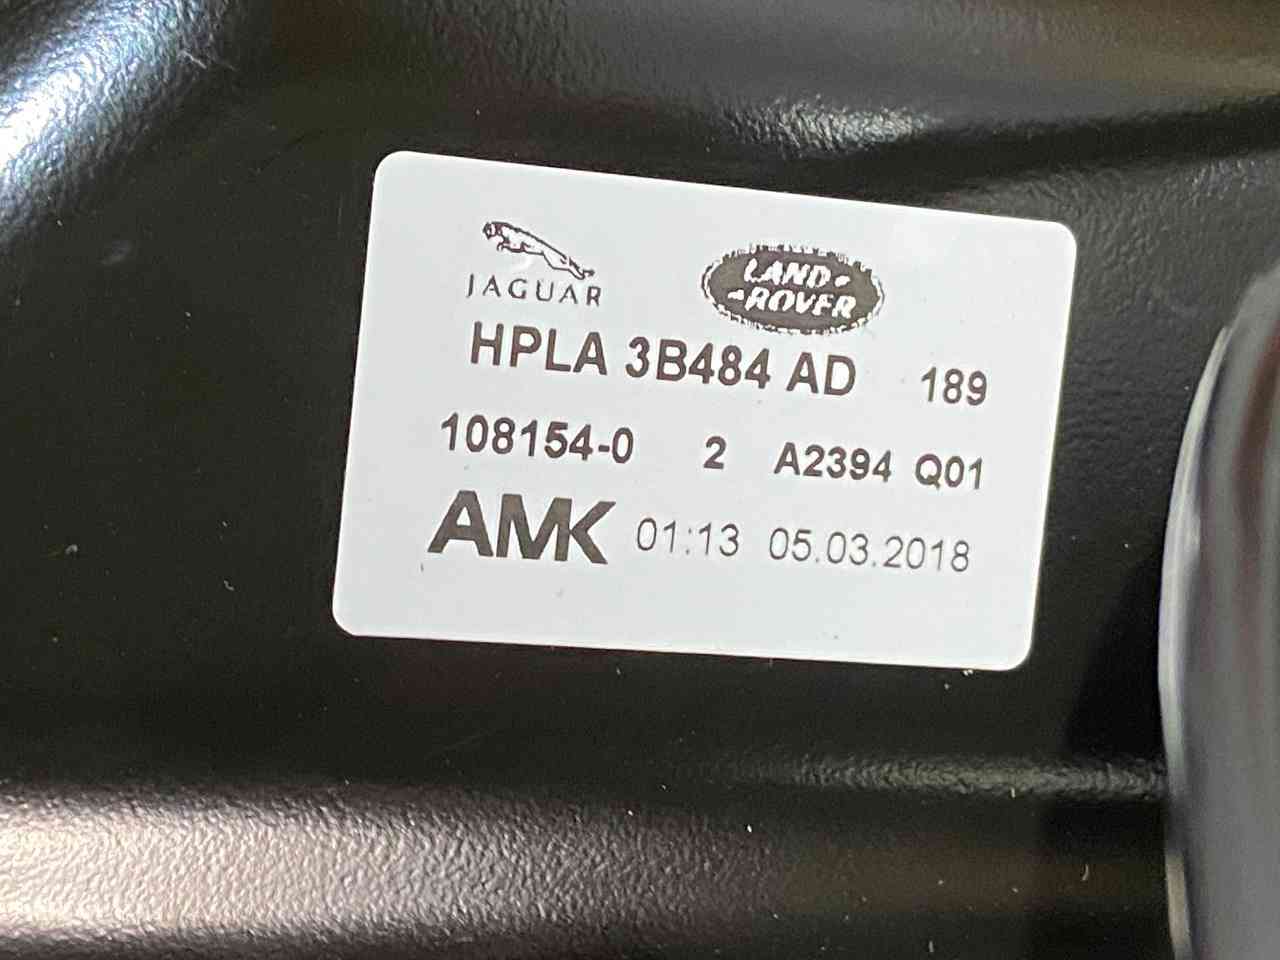 JAGUAR
LAND-
-ROVER
HPLA 3B484 AD 189
108154-0 2 A2394 Q01
AMK 01:13 05.03.2018